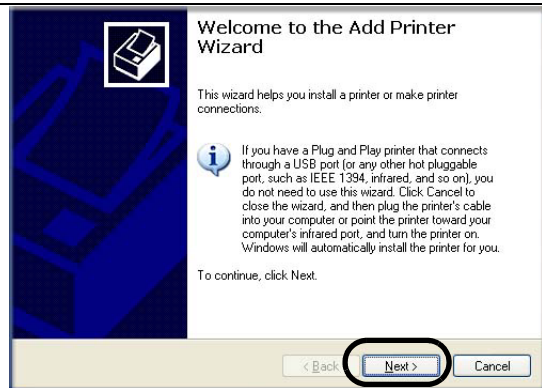 Welcome to the Add Printer
Wizard
This wizard helps you install a printer or make printer
connections.
If you have a Plug and Play printer that connects
through a USB port (or any other hot pluggable
port, such as IEEE 1394, infrared, and so on), you
do not need to use this wizard. Click Cancel to
close the wizard, and then plug the printer's cable
into your computer or point the printer toward your
computer's infrared port, and turn the printer on.
Windows will automatically install the printer for you.
To continue, click Next.
< Back
Next >
Cancel